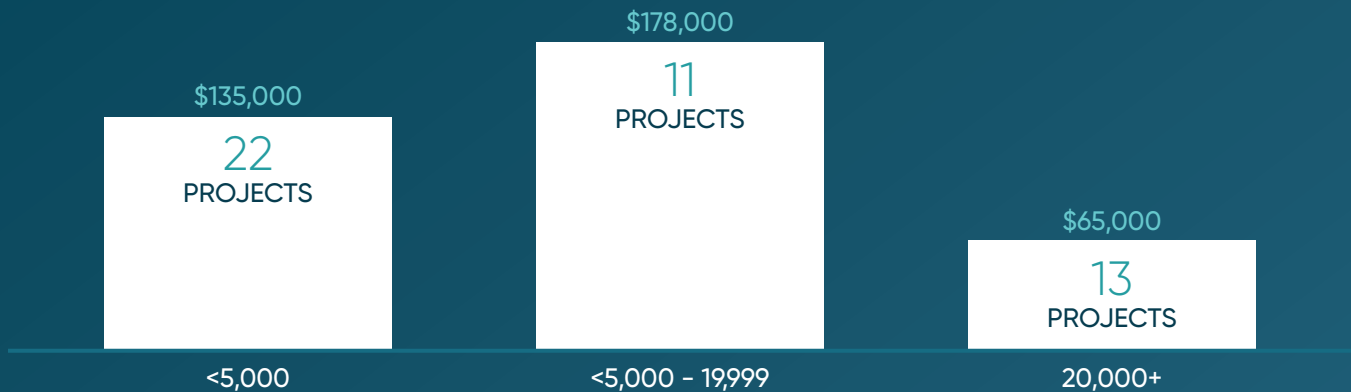 $178,000
11
PROJECTS
$135,000
22
PROJECTS
$65,000
13
PROJECTS
<5,000
<5,000 - 19,999
20,000+